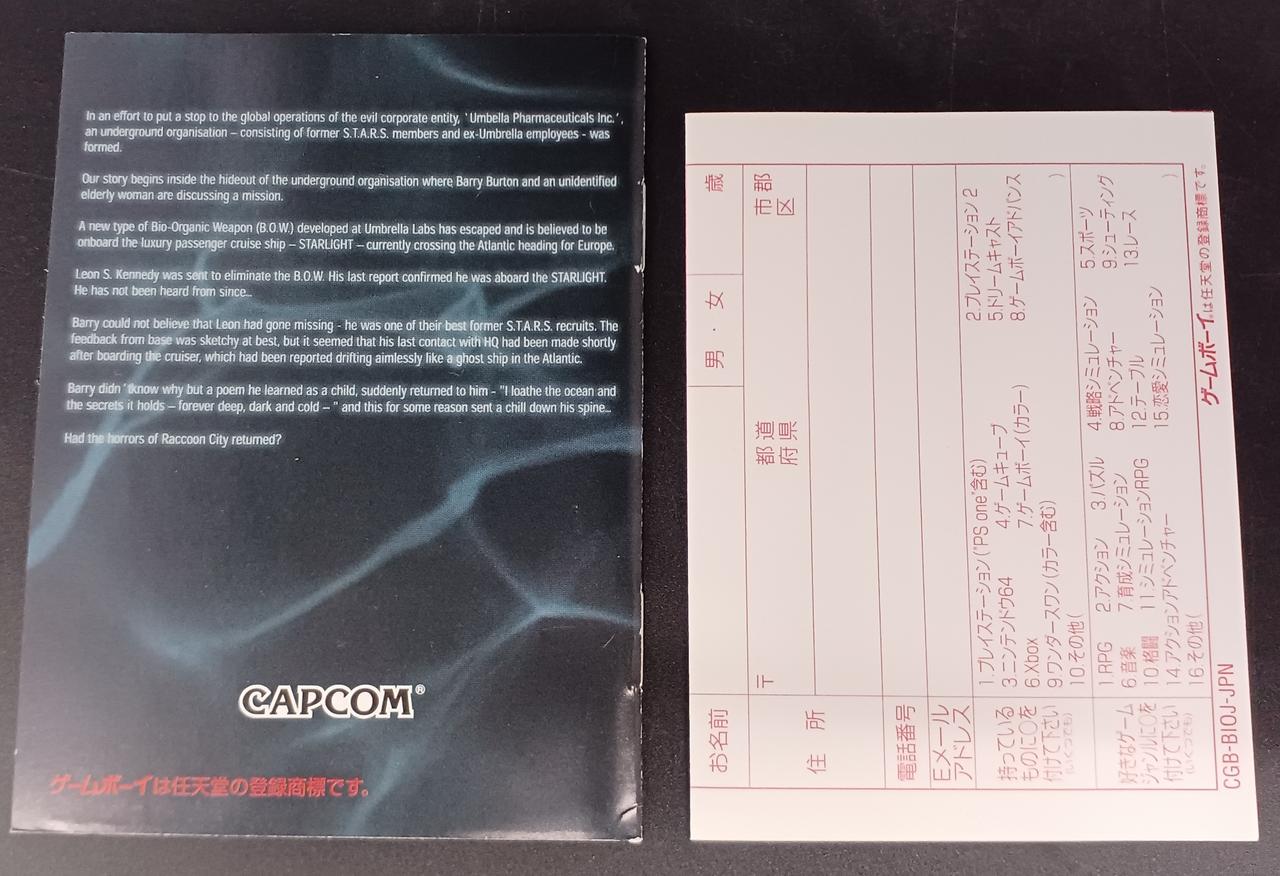 In an effort to put a stop to the global operations of the evil corporate entity, 'Umbella Pharmaceuticals Inc.',
an underground organisation – consisting of former S.T.A.R.S. members and ex-Umbrella employees - was
formed.
Our story begins inside the hideout of the underground organisation where Barry Burton and an unidentified
elderly woman are discussing a mission.
A new type of Bio-Organic Weapon (B.O.W.) developed at Umbrella Labs has escaped and is believed to be
onboard the luxury passenger cruise ship – STARLIGHT – currently crossing the Atlantic heading for Europe.
Leon S. Kennedy was sent to eliminate the B.O.W. His last report confirmed he was aboard the STARLIGHT.
He has not been heard from since...
Barry could not believe that Leon had gone missing - he was one of their best former S.T.A.R.S. recruits. The
feedback from base was sketchy at best, but it seemed that his last contact with HQ had been made shortly
after boarding the cruiser, which had been reported drifting aimlessly like a ghost ship in the Atlantic.
Barry didn 'tknow why but a poem he learned as a child, suddenly returned to him - "I loathe the ocean and
the secrets it holds – forever deep, dark and cold – " and this for some reason sent a chill down his spine...
Had the horrors of Raccoon City returned?
CAPCOM®
ゲームボーイは任天堂の登録商標です。
お名前 男・女 歳
住所 〒 都道府県 市郡区
電話番号
Eメール
アドレス
持っている
ものに○を
付けて下さい
(いくつでも)
1.プレイステーション("PS one"含む) 2.プレイステーション2
3.ニンテンドウ64 4.ゲームキューブ 5.ドリームキャスト
6.Xbox 7.ゲームボーイ(カラー) 8.ゲームボーイアドバンス
9.ワンダースワン(カラー含む)
10.その他( )
好きなゲーム
ジャンルに○を
付けて下さい
(いくつでも)
1.RPG 2.アクション 3.パズル 4.戦略シミュレーション 5.スポーツ
6.音楽 7.育成シミュレーション 8.アドベンチャー 9.シューティング
10.格闘 11.シミュレーションRPG 12.テーブル 13.レース
14.アクションアドベンチャー 15.恋愛シミュレーション
16.その他( )
ゲームボーイは任天堂の登録商標です。
CGB-BIOJ-JPN